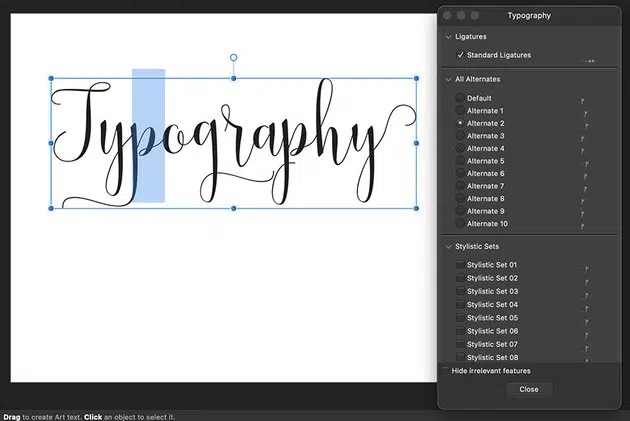 Typography
Typography
Ligatures
Standard Ligatures
All Alternates
Default
Alternate 1
Alternate 2
Alternate 3
Alternate 4
Alternate 5
Alternate 6
Alternate 7
Alternate 8
Alternate 9
Alternate 10
Stylistic Sets
Stylistic Set 01
Stylistic Set 02
Stylistic Set 03
Stylistic Set 04
Stylistic Set 05
Stylistic Set 06
Stylistic Set 07
Stylistic Set 08
Hide irrelevant features
Close
Drag to create Art text. Click an object to select it.